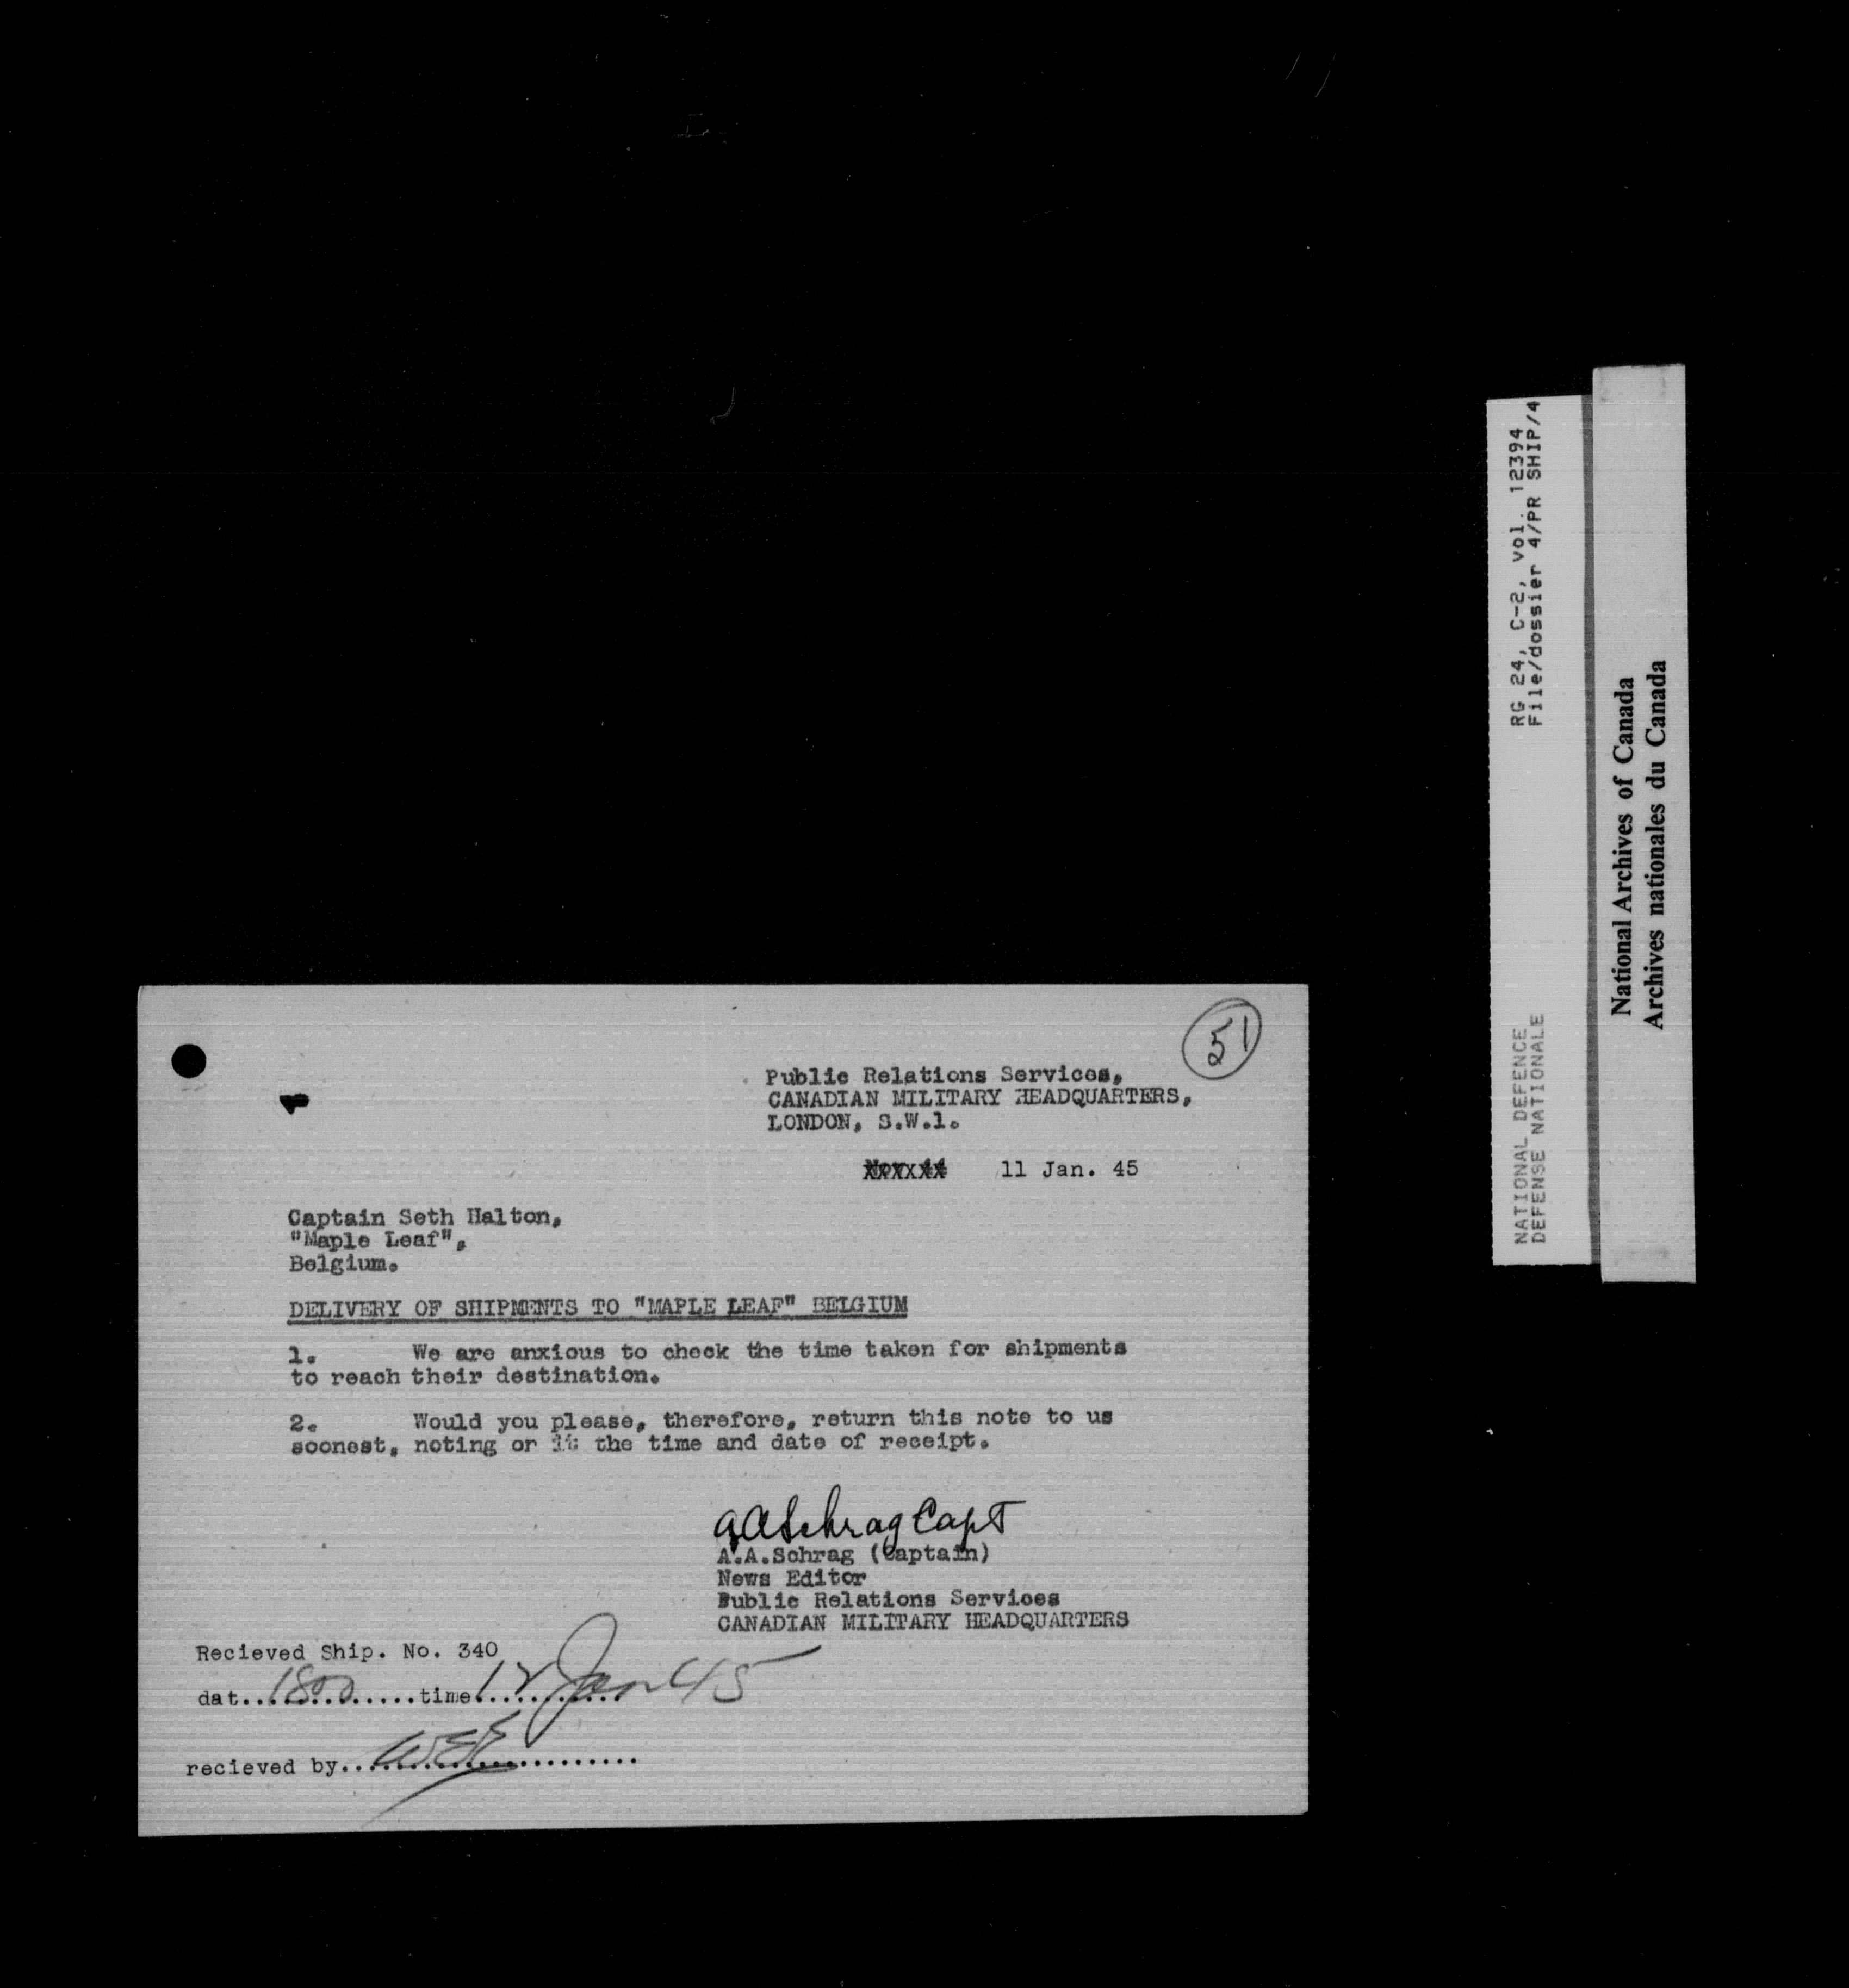 51
Public Relations Services,
CANADIAN MILITARY HEADQUARTERS,
LONDON, S.W.1.
11 Jan. 45
Captain Seth Halton,
"Maple Leaf",
Belgium.
DELIVERY OF SHIPMENTS TO "MAPLE LEAF" BELGIUM
1. We are anxious to check the time taken for shipments
to reach their destination.
2. Would you please, therefore, return this note to us
soonest, noting or it the time and date of receipt.
AASchrag Capt
A.A.Schrag (Captain)
News Editor
Public Relations Services
CANADIAN MILITARY HEADQUARTERS
Recieved Ship. No. 340
dat..1800..........time 12 Jan 45
recieved by......................
RG 24, C-2, vol. 12394
File/dossier 4/PR SHIP/4
NATIONAL DEFENCE
DEFENSE NATIONALE
National Archives of Canada
Archives nationales du Canada